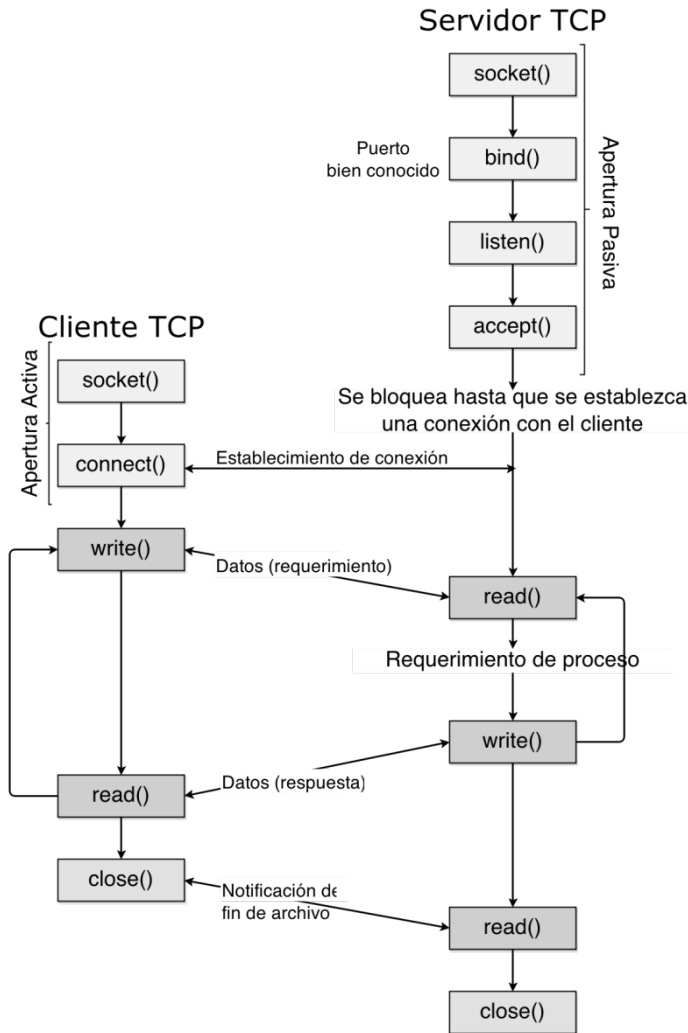 Servidor TCP
socket()
Puerto
bien conocido
bind()
listen()
accept()
Apertura Pasiva
Se bloquea hasta que se establezca
una conexión con el cliente
Cliente TCP
Apertura Activa
socket()
connect()
Establecimiento de conexión
write()
Datos (requerimiento)
read()
Requerimiento de proceso
write()
Datos (respuesta)
read()
close()
Notificación de
fin de archivo
read()
close()